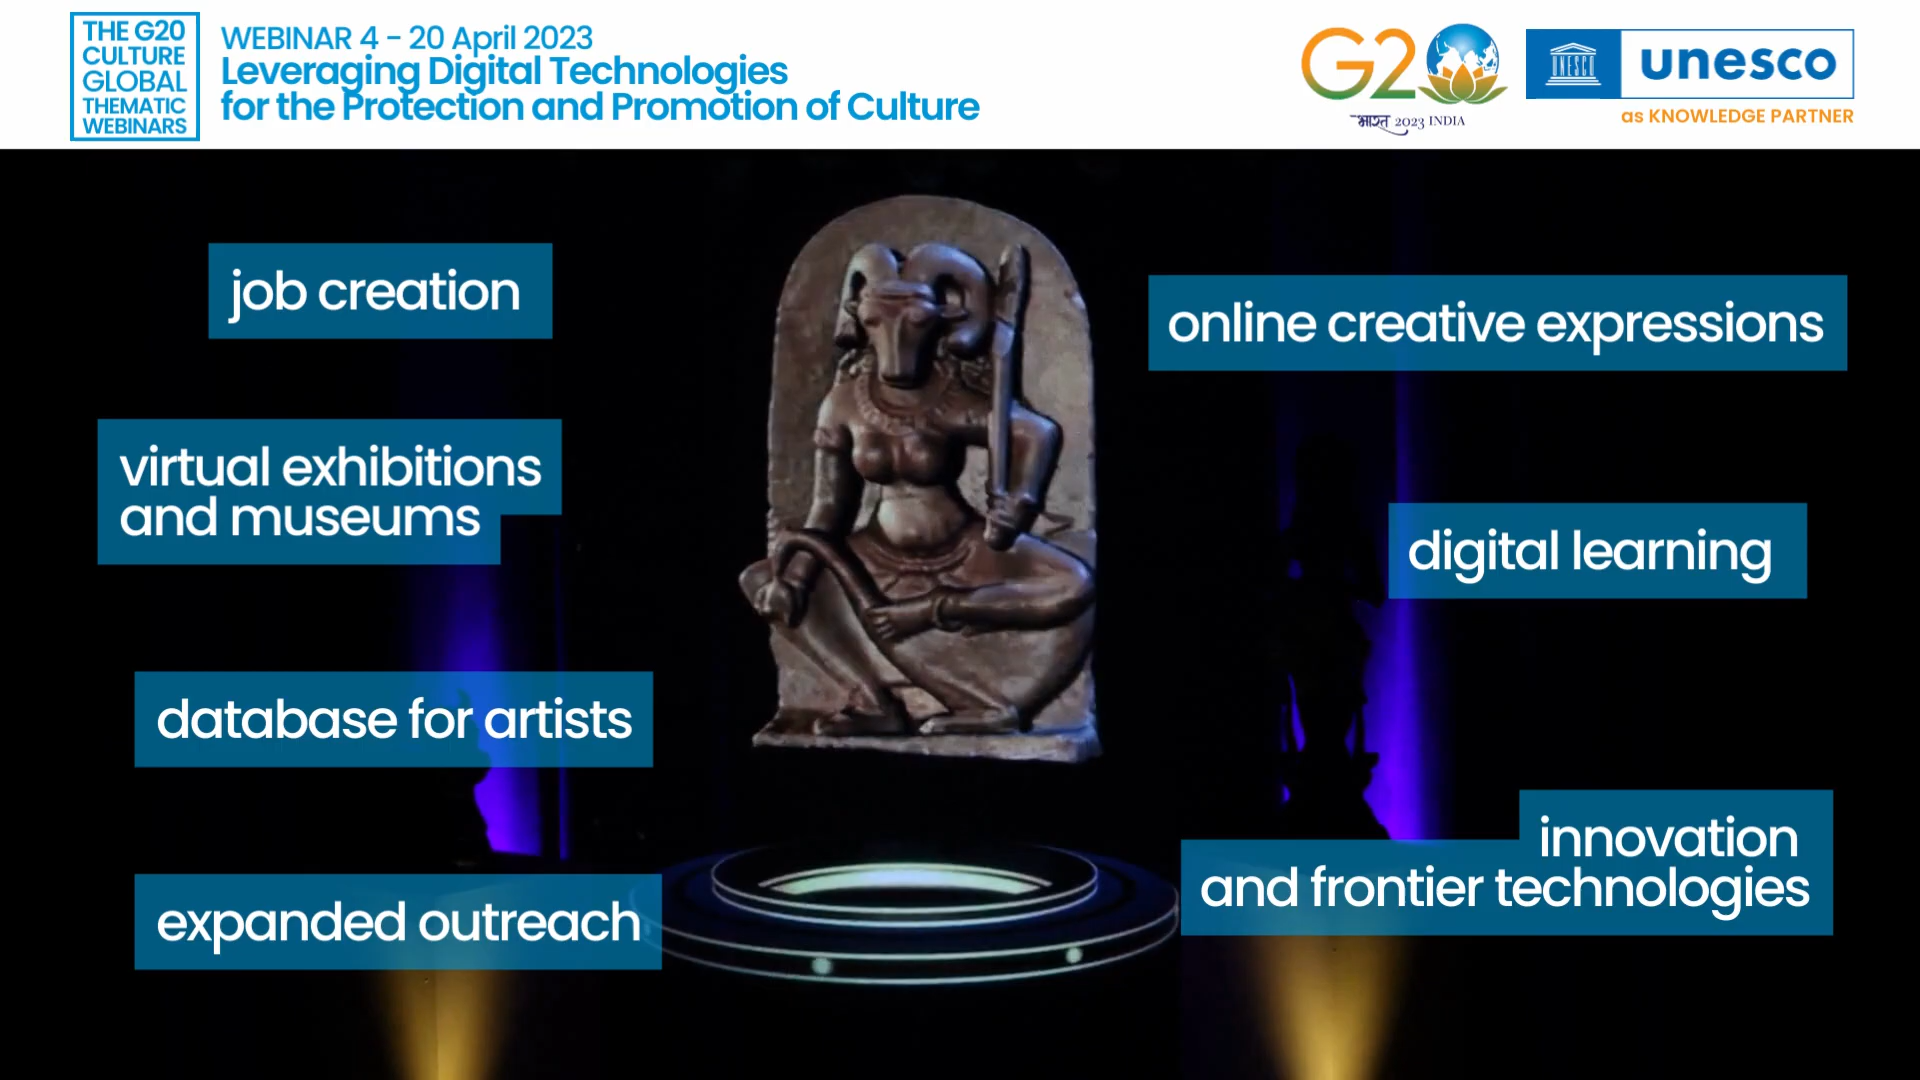 THE G20
CULTURE
GLOBAL
THEMATIC
WEBINARS
WEBINAR 4 - 20 April 2023
Leveraging Digital Technologies
for the Protection and Promotion of Culture
G20
भारत 2023 INDIA
UNESCO
unesco
as KNOWLEDGE PARTNER
job creation
online creative expressions
virtual exhibitions
and museums
digital learning
database for artists
innovation
and frontier technologies
expanded outreach